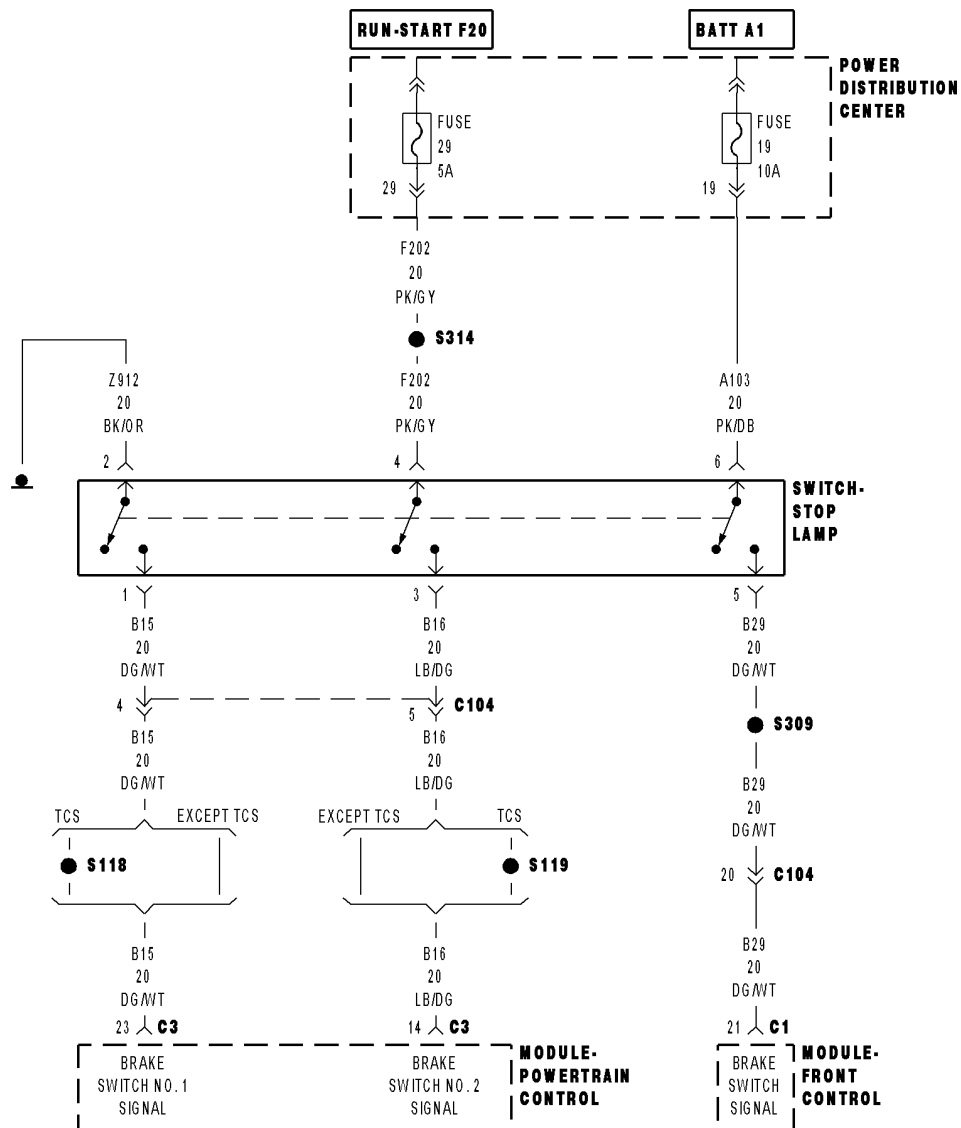 RUN-START F20
BATT A1
POWER
DISTRIBUTION
CENTER
FUSE
29
5A
29
FUSE
19
10A
19
F202
20
PK/GY
S314
Z912
20
BK/OR
2
F202
20
PK/GY
4
A103
20
PK/DB
6
SWITCH-
STOP
LAMP
1
3
5
B15
20
DG/WT
B16
20
LB/DG
B29
20
DG/WT
4
5
C104
S309
B15
20
DG/WT
B16
20
LB/DG
B29
20
DG/WT
TCS
EXCEPT TCS
EXCEPT TCS
TCS
S118
S119
20
C104
B15
20
DG/WT
B16
20
LB/DG
B29
20
DG/WT
23
C3
14
C3
21
C1
BRAKE
SWITCH NO. 1
SIGNAL
BRAKE
SWITCH NO. 2
SIGNAL
MODULE-
POWERTRAIN
CONTROL
BRAKE
SWITCH
SIGNAL
MODULE-
FRONT
CONTROL